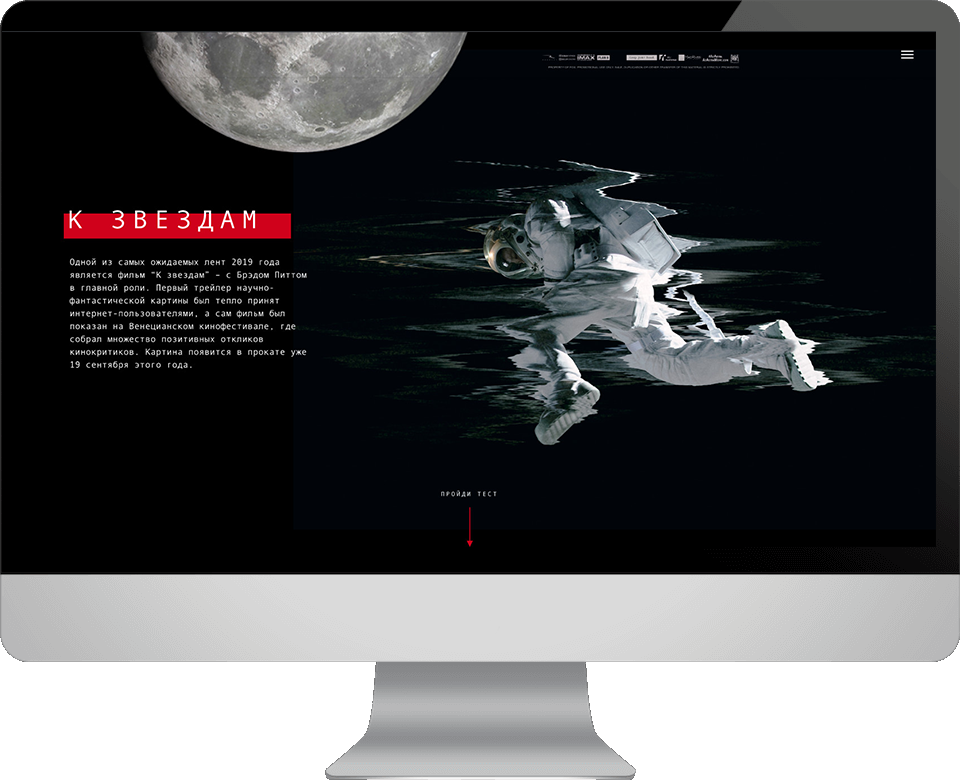 IMAX
К ЗВЕЗДАМ
Одной из самых ожидаемых лент 2019 года
является фильм "К звездам" – с Брэдом Питтом
в главной роли. Первый трейлер научно-
фантастической картины был тепло принят
интернет-пользователями, а сам фильм был
показан на Венецианском кинофестивале, где
собрал множество позитивных откликов
кинокритиков. Картина появится в прокате уже
19 сентября этого года.
ПРОЙДИ ТЕСТ